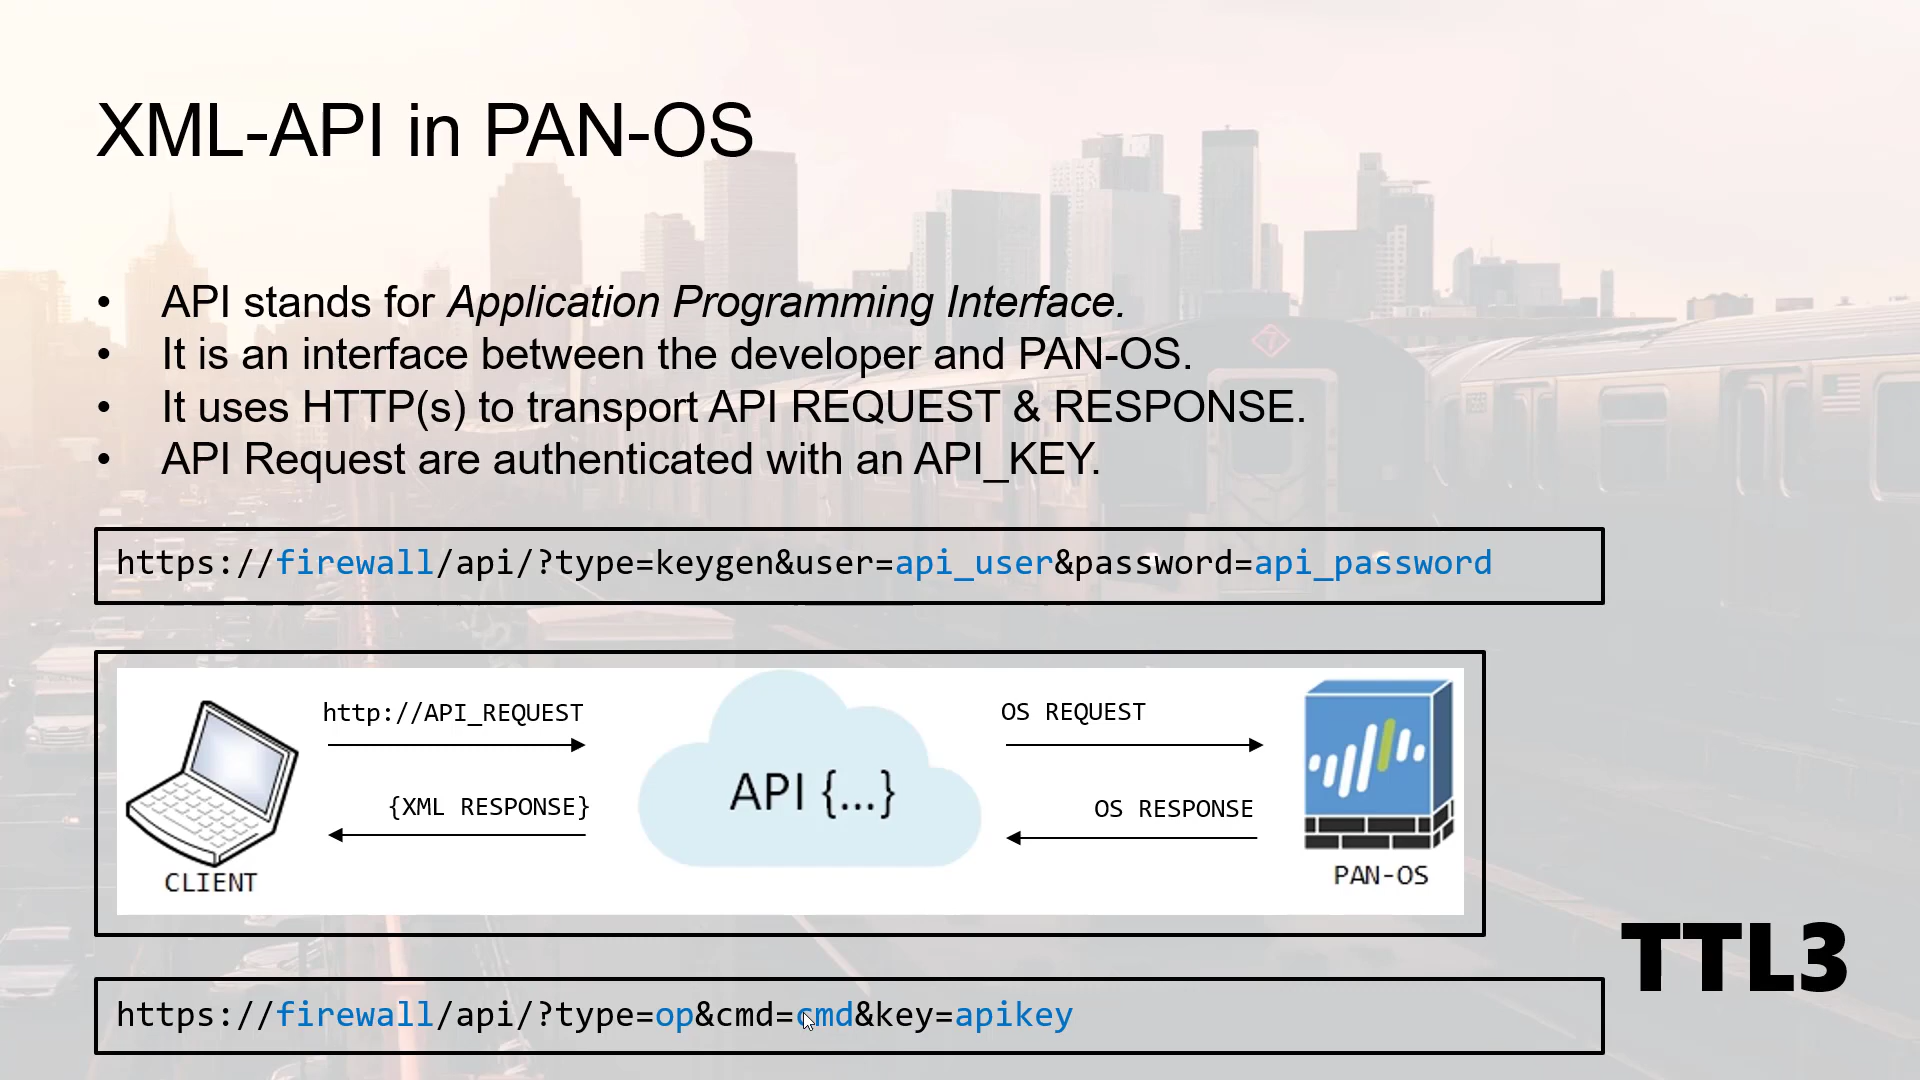 XML-API in PAN-OS
• API stands for Application Programming Interface.
• It is an interface between the developer and PAN-OS.
• It uses HTTP(s) to transport API REQUEST & RESPONSE.
• API Request are authenticated with an API_KEY.
https://firewall/api/?type=keygen&user=api_user&password=api_password
http://API_REQUEST
OS REQUEST
API {...}
{XML RESPONSE}
OS RESPONSE
CLIENT
PAN-OS
TTL3
https://firewall/api/?type=op&cmd=cmd&key=apikey